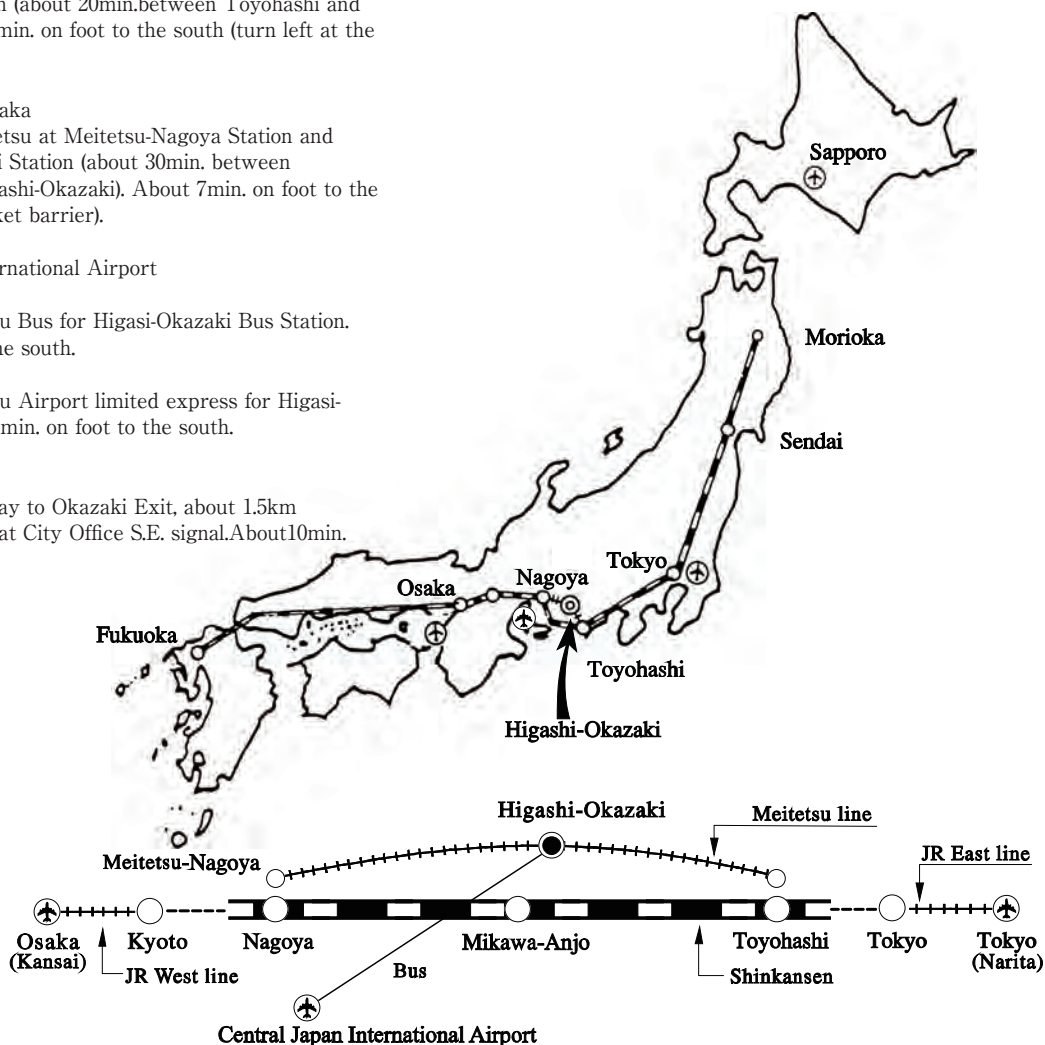 n (about 20min.between Toyohashi and
min. on foot to the south (turn left at the
aka
etsu at Meitetsu-Nagoya Station and
i Station (about 30min. between
ashi-Okazaki). About 7min. on foot to the
ket barrier).
ernational Airport
u Bus for Higasi-Okazaki Bus Station.
he south.
u Airport limited express for Higasi-
min. on foot to the south.
ay to Okazaki Exit, about 1.5km
at City Office S.E. signal.About10min.
Sapporo
Morioka
Sendai
Tokyo
Nagoya
Osaka
Fukuoka
Toyohashi
Higashi-Okazaki
Higashi-Okazaki
Meitetsu line
Meitetsu-Nagoya
JR East line
Osaka
(Kansai)
Kyoto
Nagoya
Mikawa-Anjo
Toyohashi
Tokyo
Tokyo
(Narita)
JR West line
Bus
Shinkansen
Central Japan International Airport